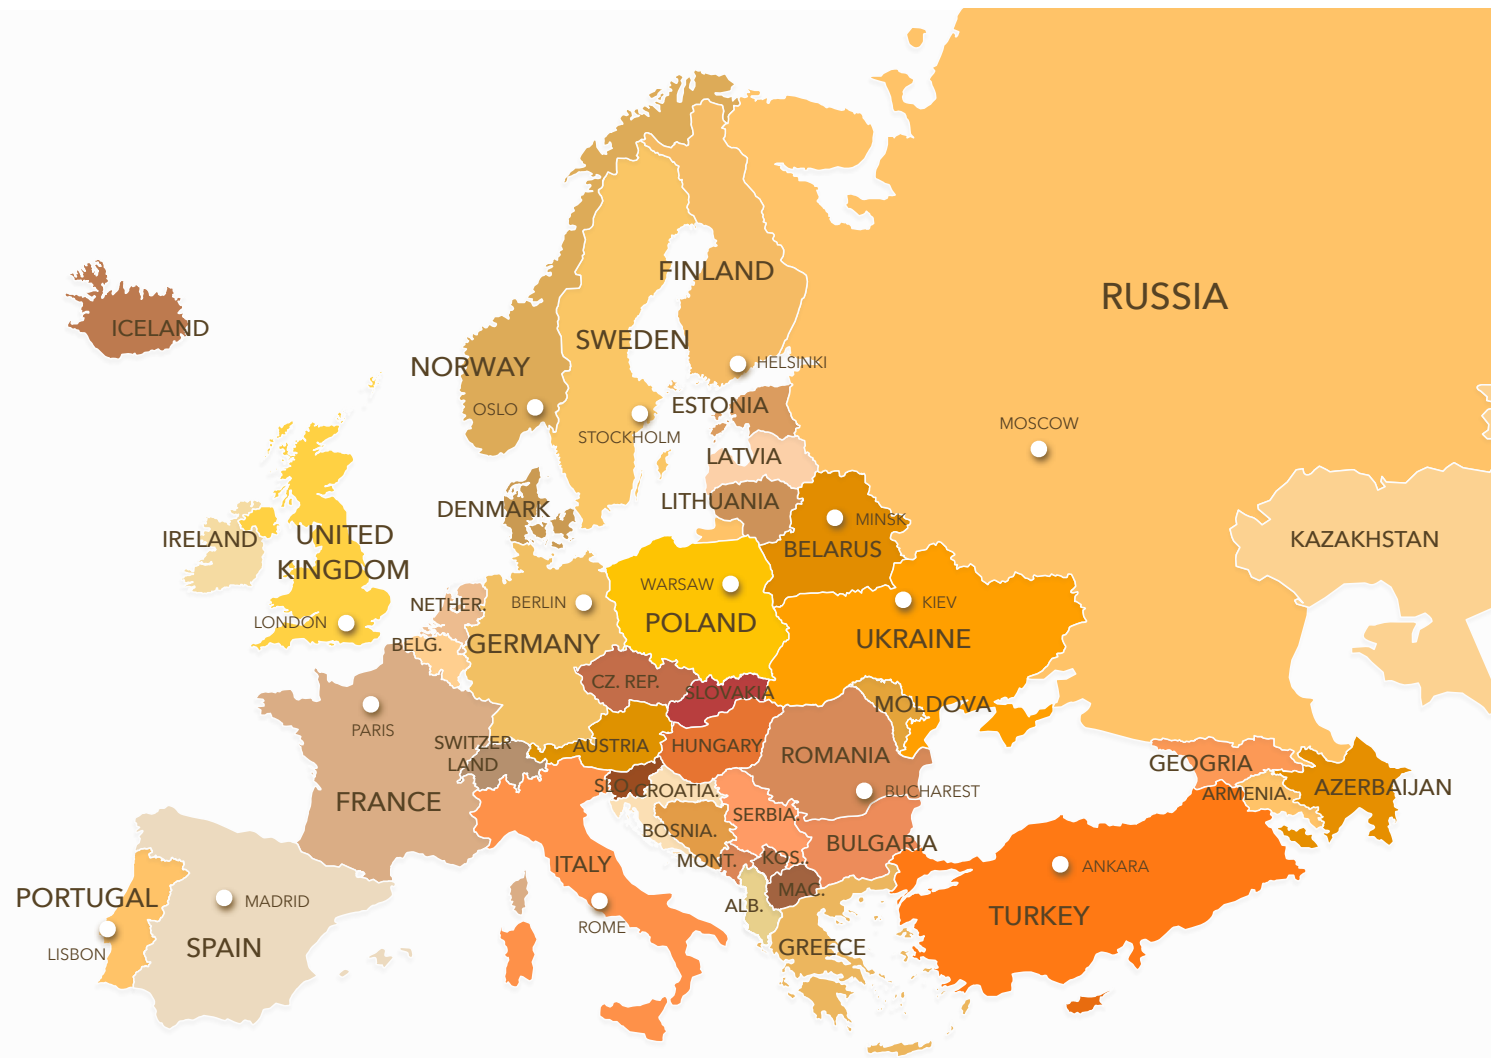 FINLAND
RUSSIA
ICELAND
SWEDEN
HELSINKI
NORWAY
ESTONIA
OSLO
MOSCOW
STOCKHOLM
LATVIA
LITHUANIA
DENMARK
MINSK
UNITED
KINGDOM
IRELAND
BELARUS
KAZAKHSTAN
WARSAW
NETHER.
BERLIN
KIEV
LONDON
POLAND
BELG.
GERMANY
UKRAINE
CZ. REP.
SLOVAKIA
MOLDOVA
PARIS
SWITZER
LAND
AUSTRIA
HUNGARY
ROMANIA
GEOGRIA
SLO.
CROATIA.
BUCHAREST
ARMENIA.
AZERBAIJAN
FRANCE
SERBIA.
BOSNIA.
BULGARIA
MONT.
KOS..
ITALY
ANKARA
MAC.
PORTUGAL
MADRID
ALB.
TURKEY
ROME
LISBON
SPAIN
GREECE